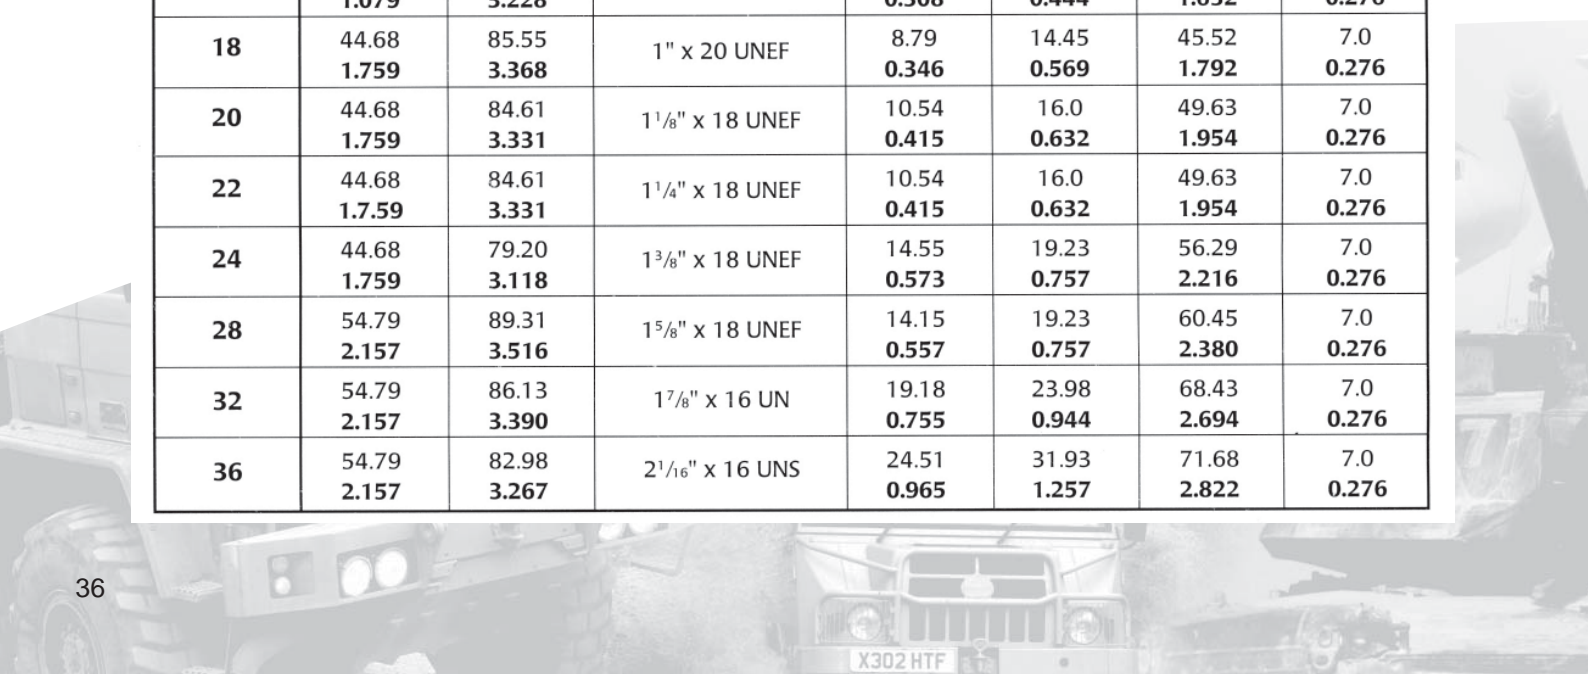 18 44.68 85.55 1" x 20 UNEF 8.79 14.45 45.52 7.0
1.759 3.368 0.346 0.569 1.792 0.276
20 44.68 84.61 1¹/₈" x 18 UNEF 10.54 16.0 49.63 7.0
1.759 3.331 0.415 0.632 1.954 0.276
22 44.68 84.61 1¹/₄" x 18 UNEF 10.54 16.0 49.63 7.0
1.7.59 3.331 0.415 0.632 1.954 0.276
24 44.68 79.20 1³/₈" x 18 UNEF 14.55 19.23 56.29 7.0
1.759 3.118 0.573 0.757 2.216 0.276
28 54.79 89.31 1⁵/₈" x 18 UNEF 14.15 19.23 60.45 7.0
2.157 3.516 0.557 0.757 2.380 0.276
32 54.79 86.13 1⁷/₈" x 16 UN 19.18 23.98 68.43 7.0
2.157 3.390 0.755 0.944 2.694 0.276
36 54.79 82.98 2¹/₁₆" x 16 UNS 24.51 31.93 71.68 7.0
2.157 3.267 0.965 1.257 2.822 0.276
36
X302 HTF